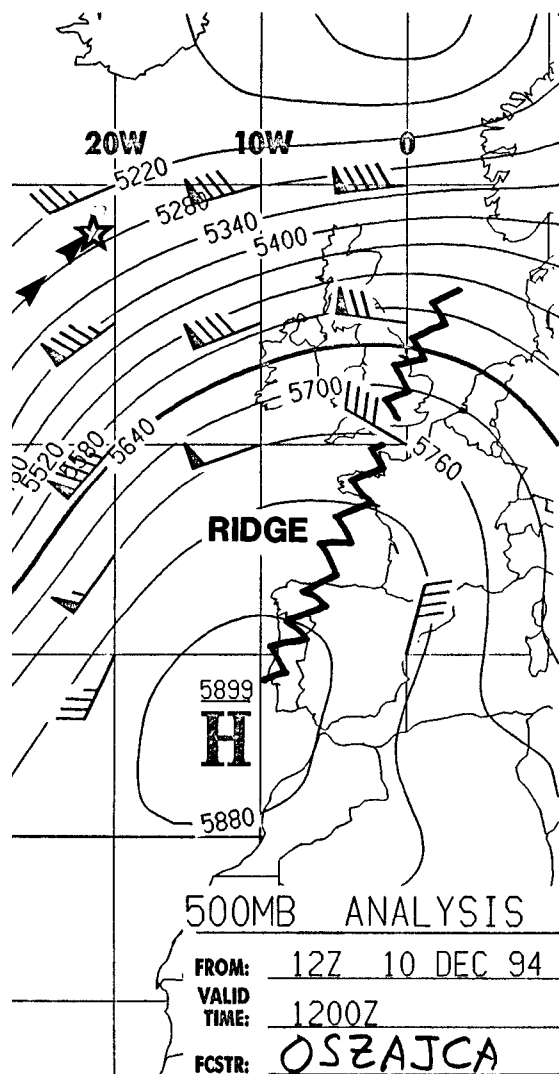 20W 10W 0
5220
5280
5340
5400
5700
5640
5580
5520
5760
RIDGE
5899
H
5880
500MB ANALYSIS
FROM: 12Z 10 DEC 94
VALID
TIME: 1200Z
FCSTR: OSZAJCA